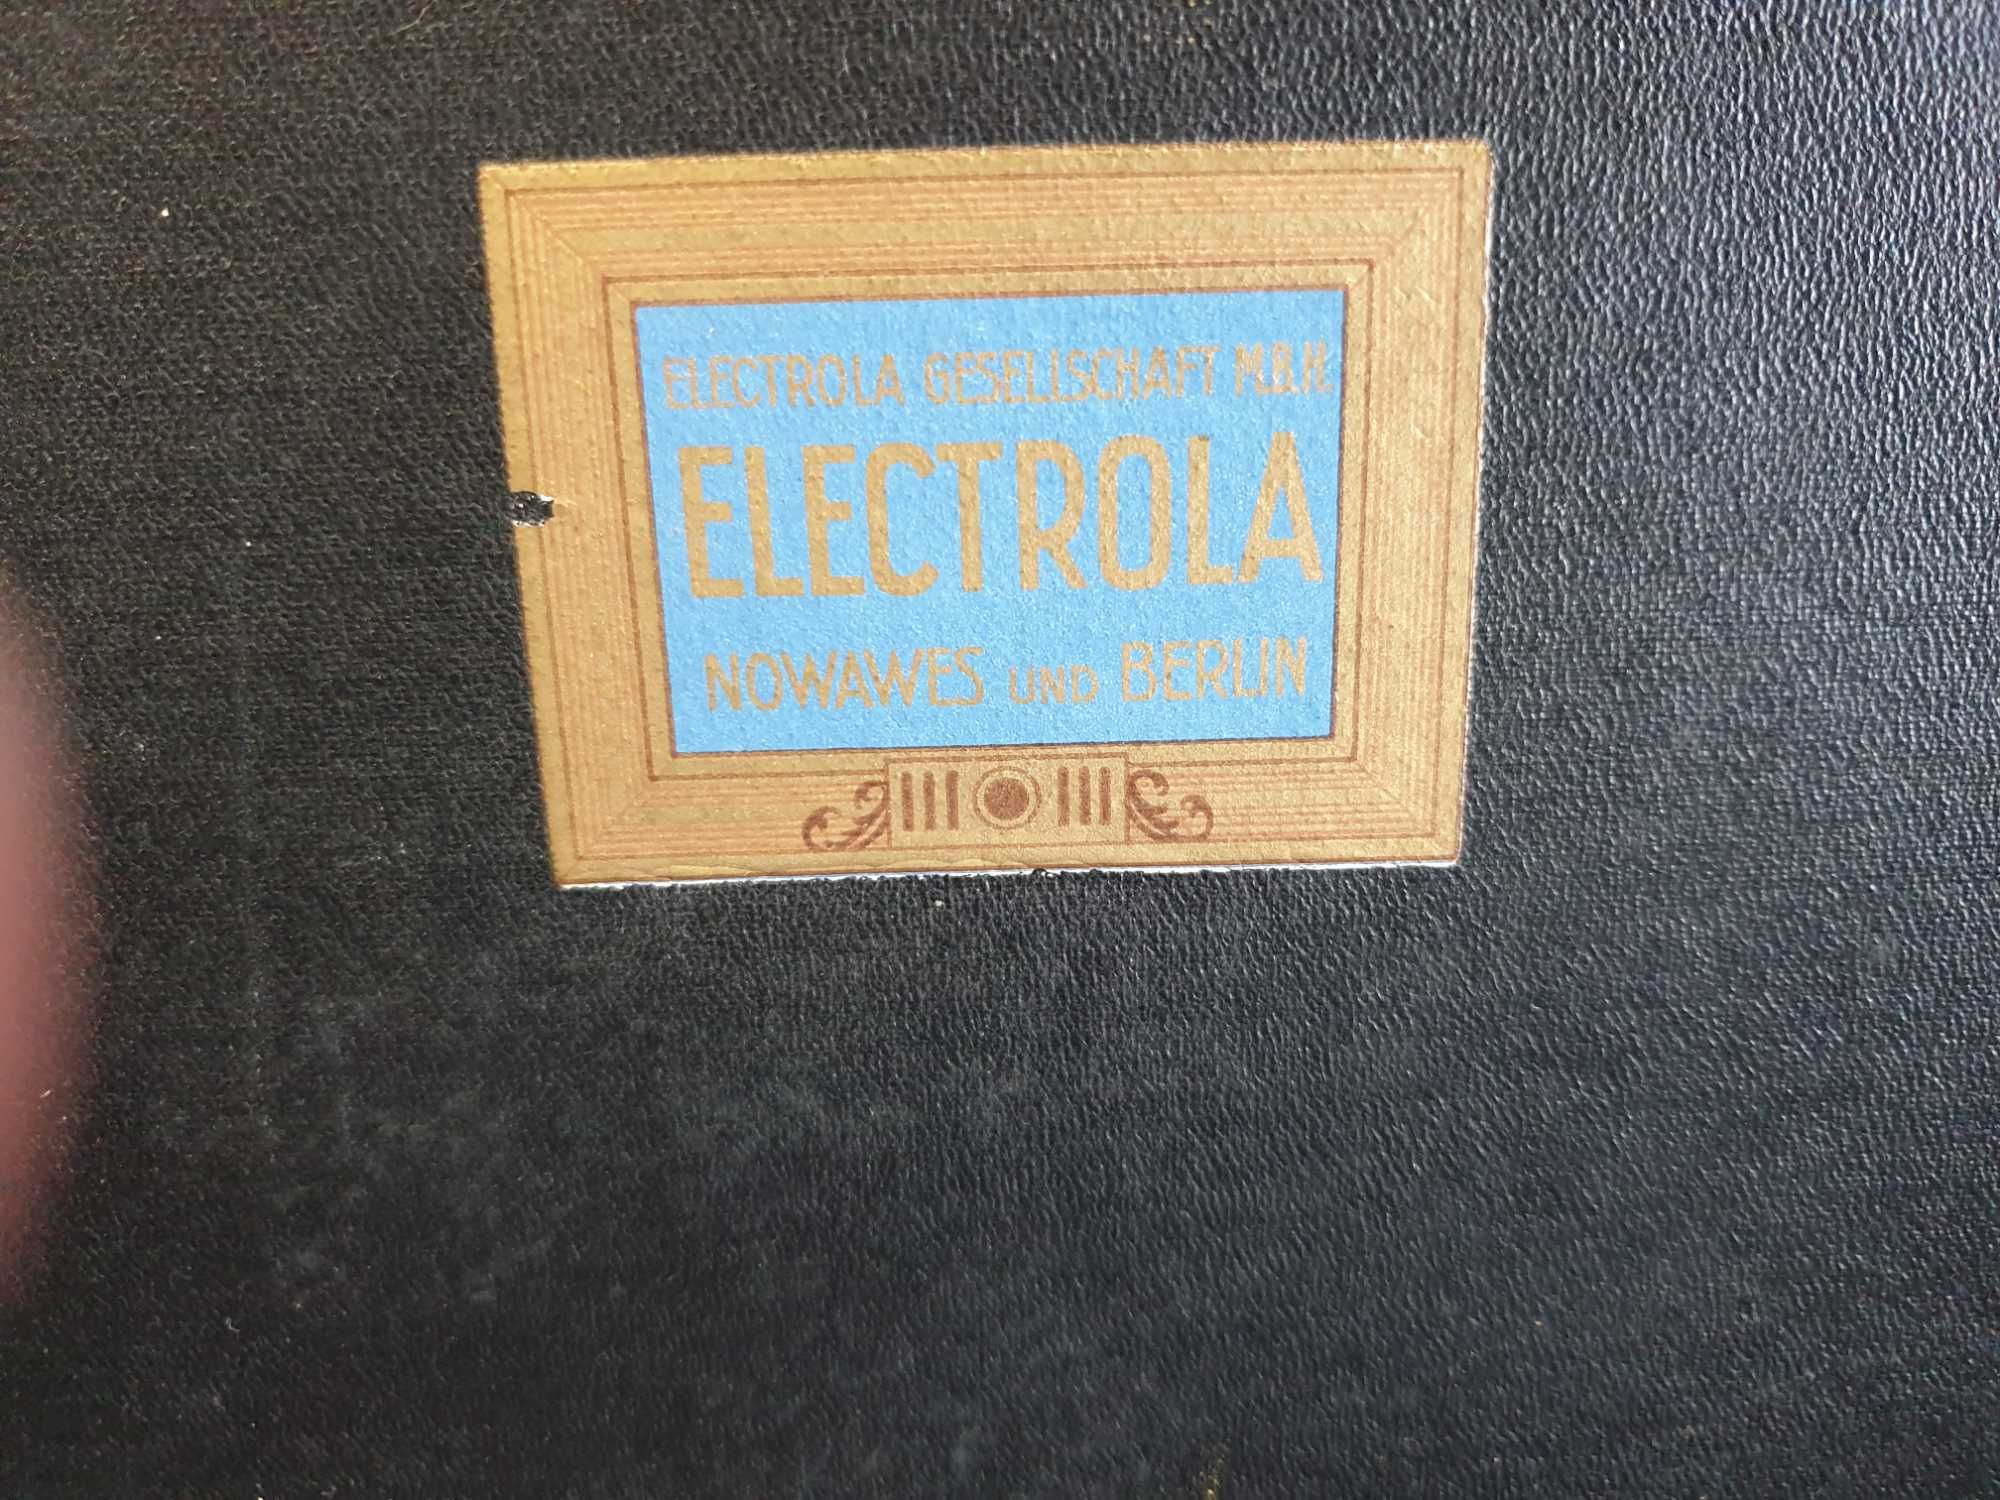 ELECTROLA GESELLSCHAFT M.B.H.
ELECTROLA
NOWAWES UND BERLIN